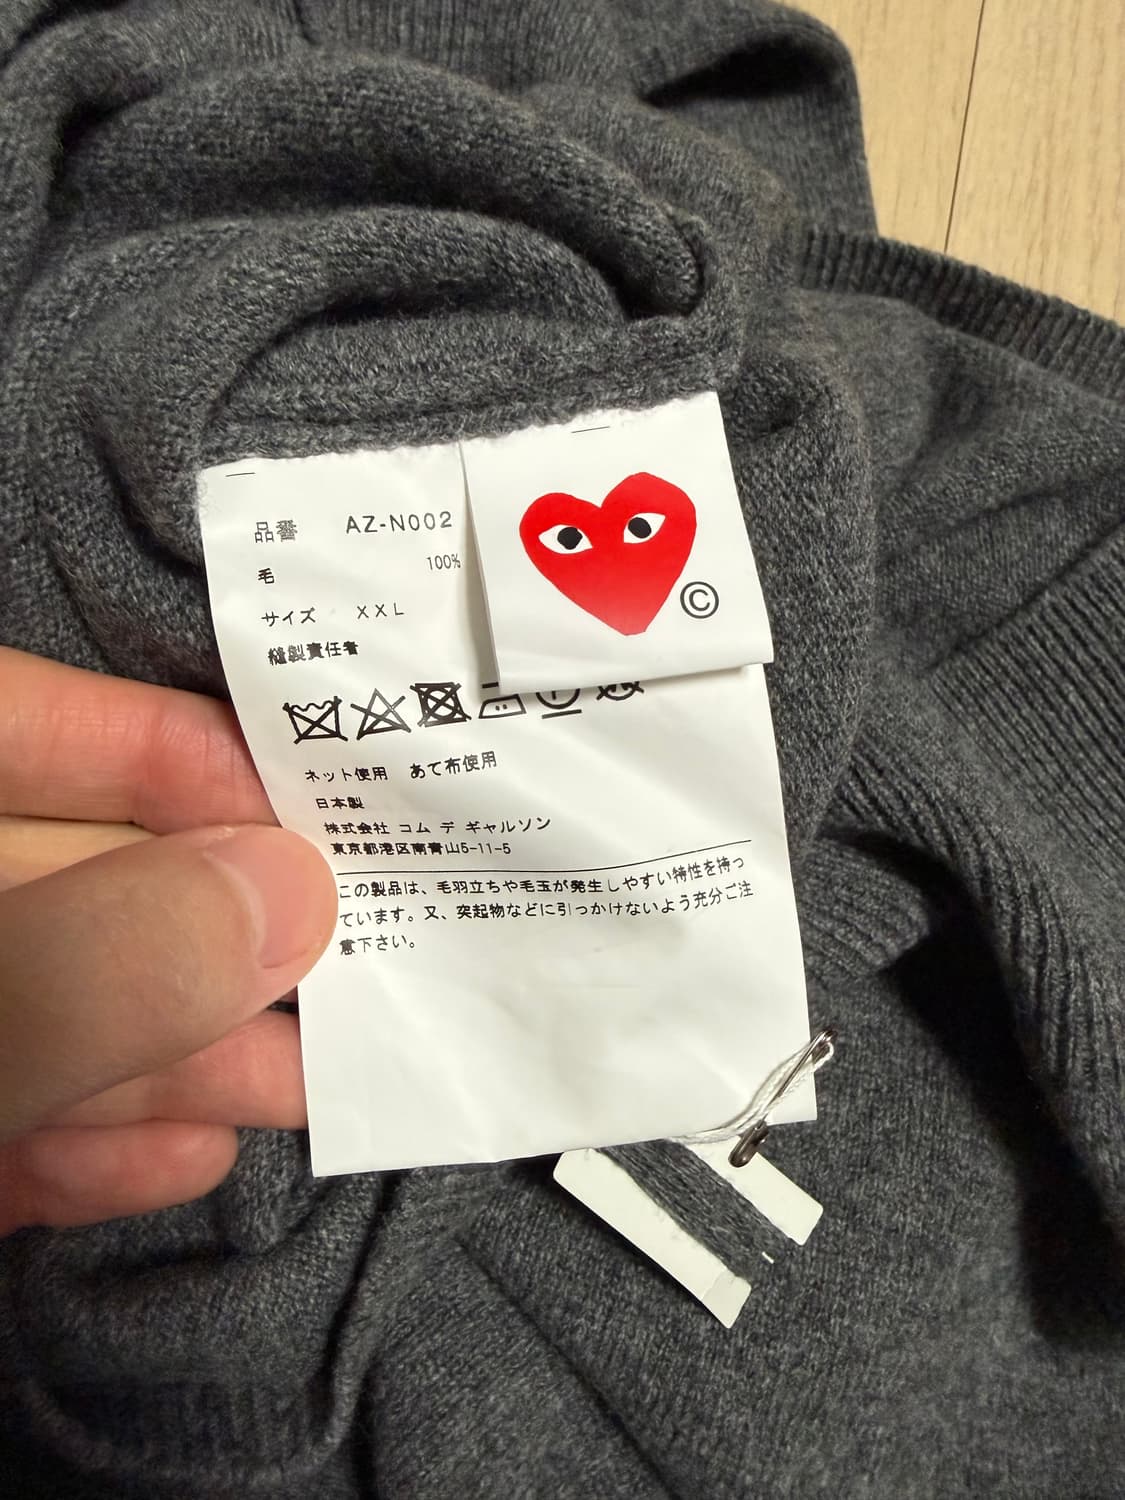 品番 AZ-N002
毛 100%
サイズ XXL
縫製責任者
ネット使用 あて布使用
日本製
株式会社 コム デ ギャルソン
東京都港区南青山5-11-5
この製品は、毛羽立ちや毛玉が発生しやすい特性を持っ
ています。又、突起物などに引っかけないよう充分ご注
意下さい。
©